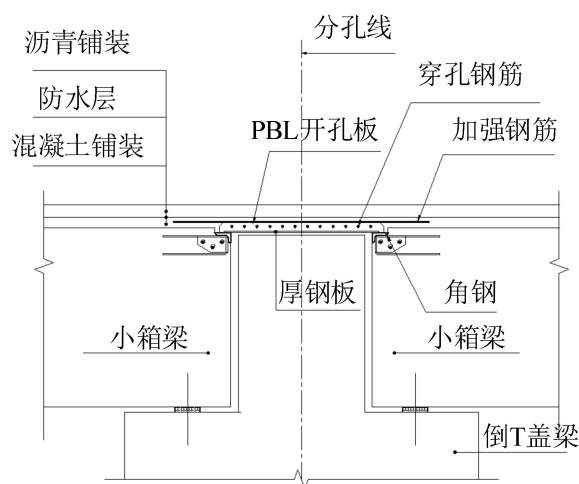 沥青铺装
防水层
混凝土铺装
分孔线
PBL开孔板
穿孔钢筋
加强钢筋
厚钢板
角钢
小箱梁
小箱梁
倒T盖梁